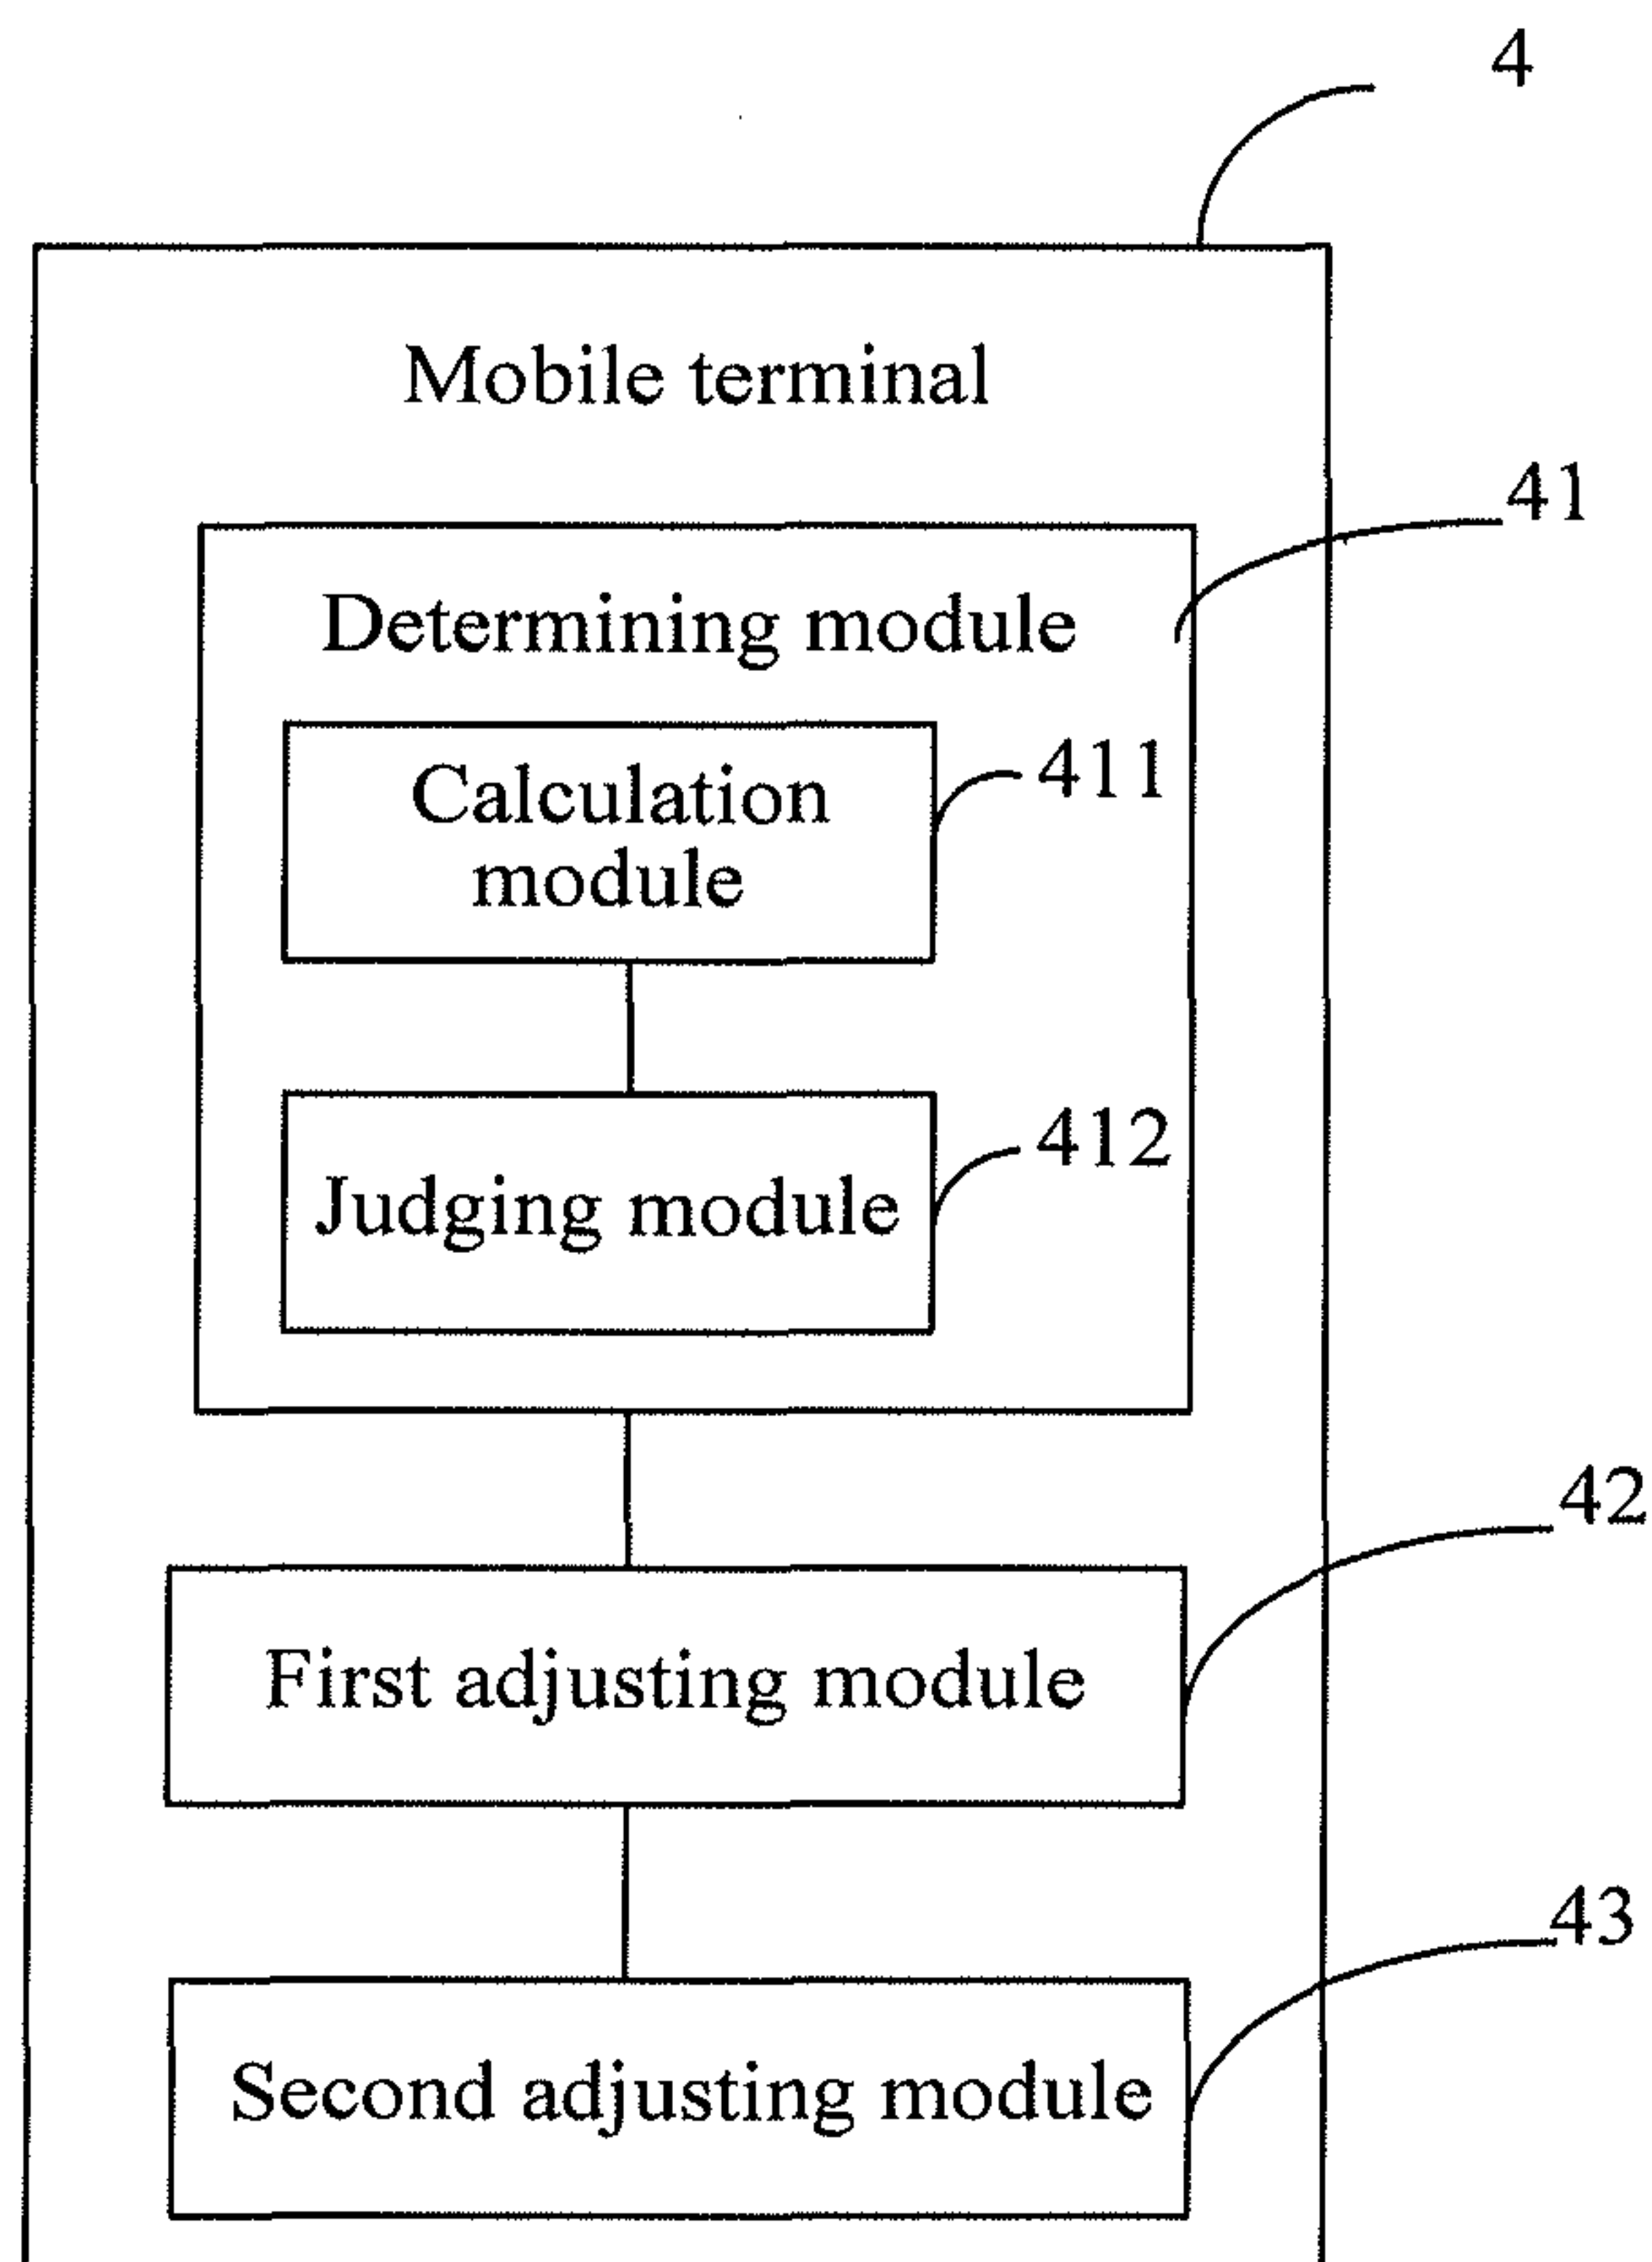 4
Mobile terminal
41
Determining module
411
Calculation
module
412
Judging module
42
First adjusting module
43
Second adjusting module